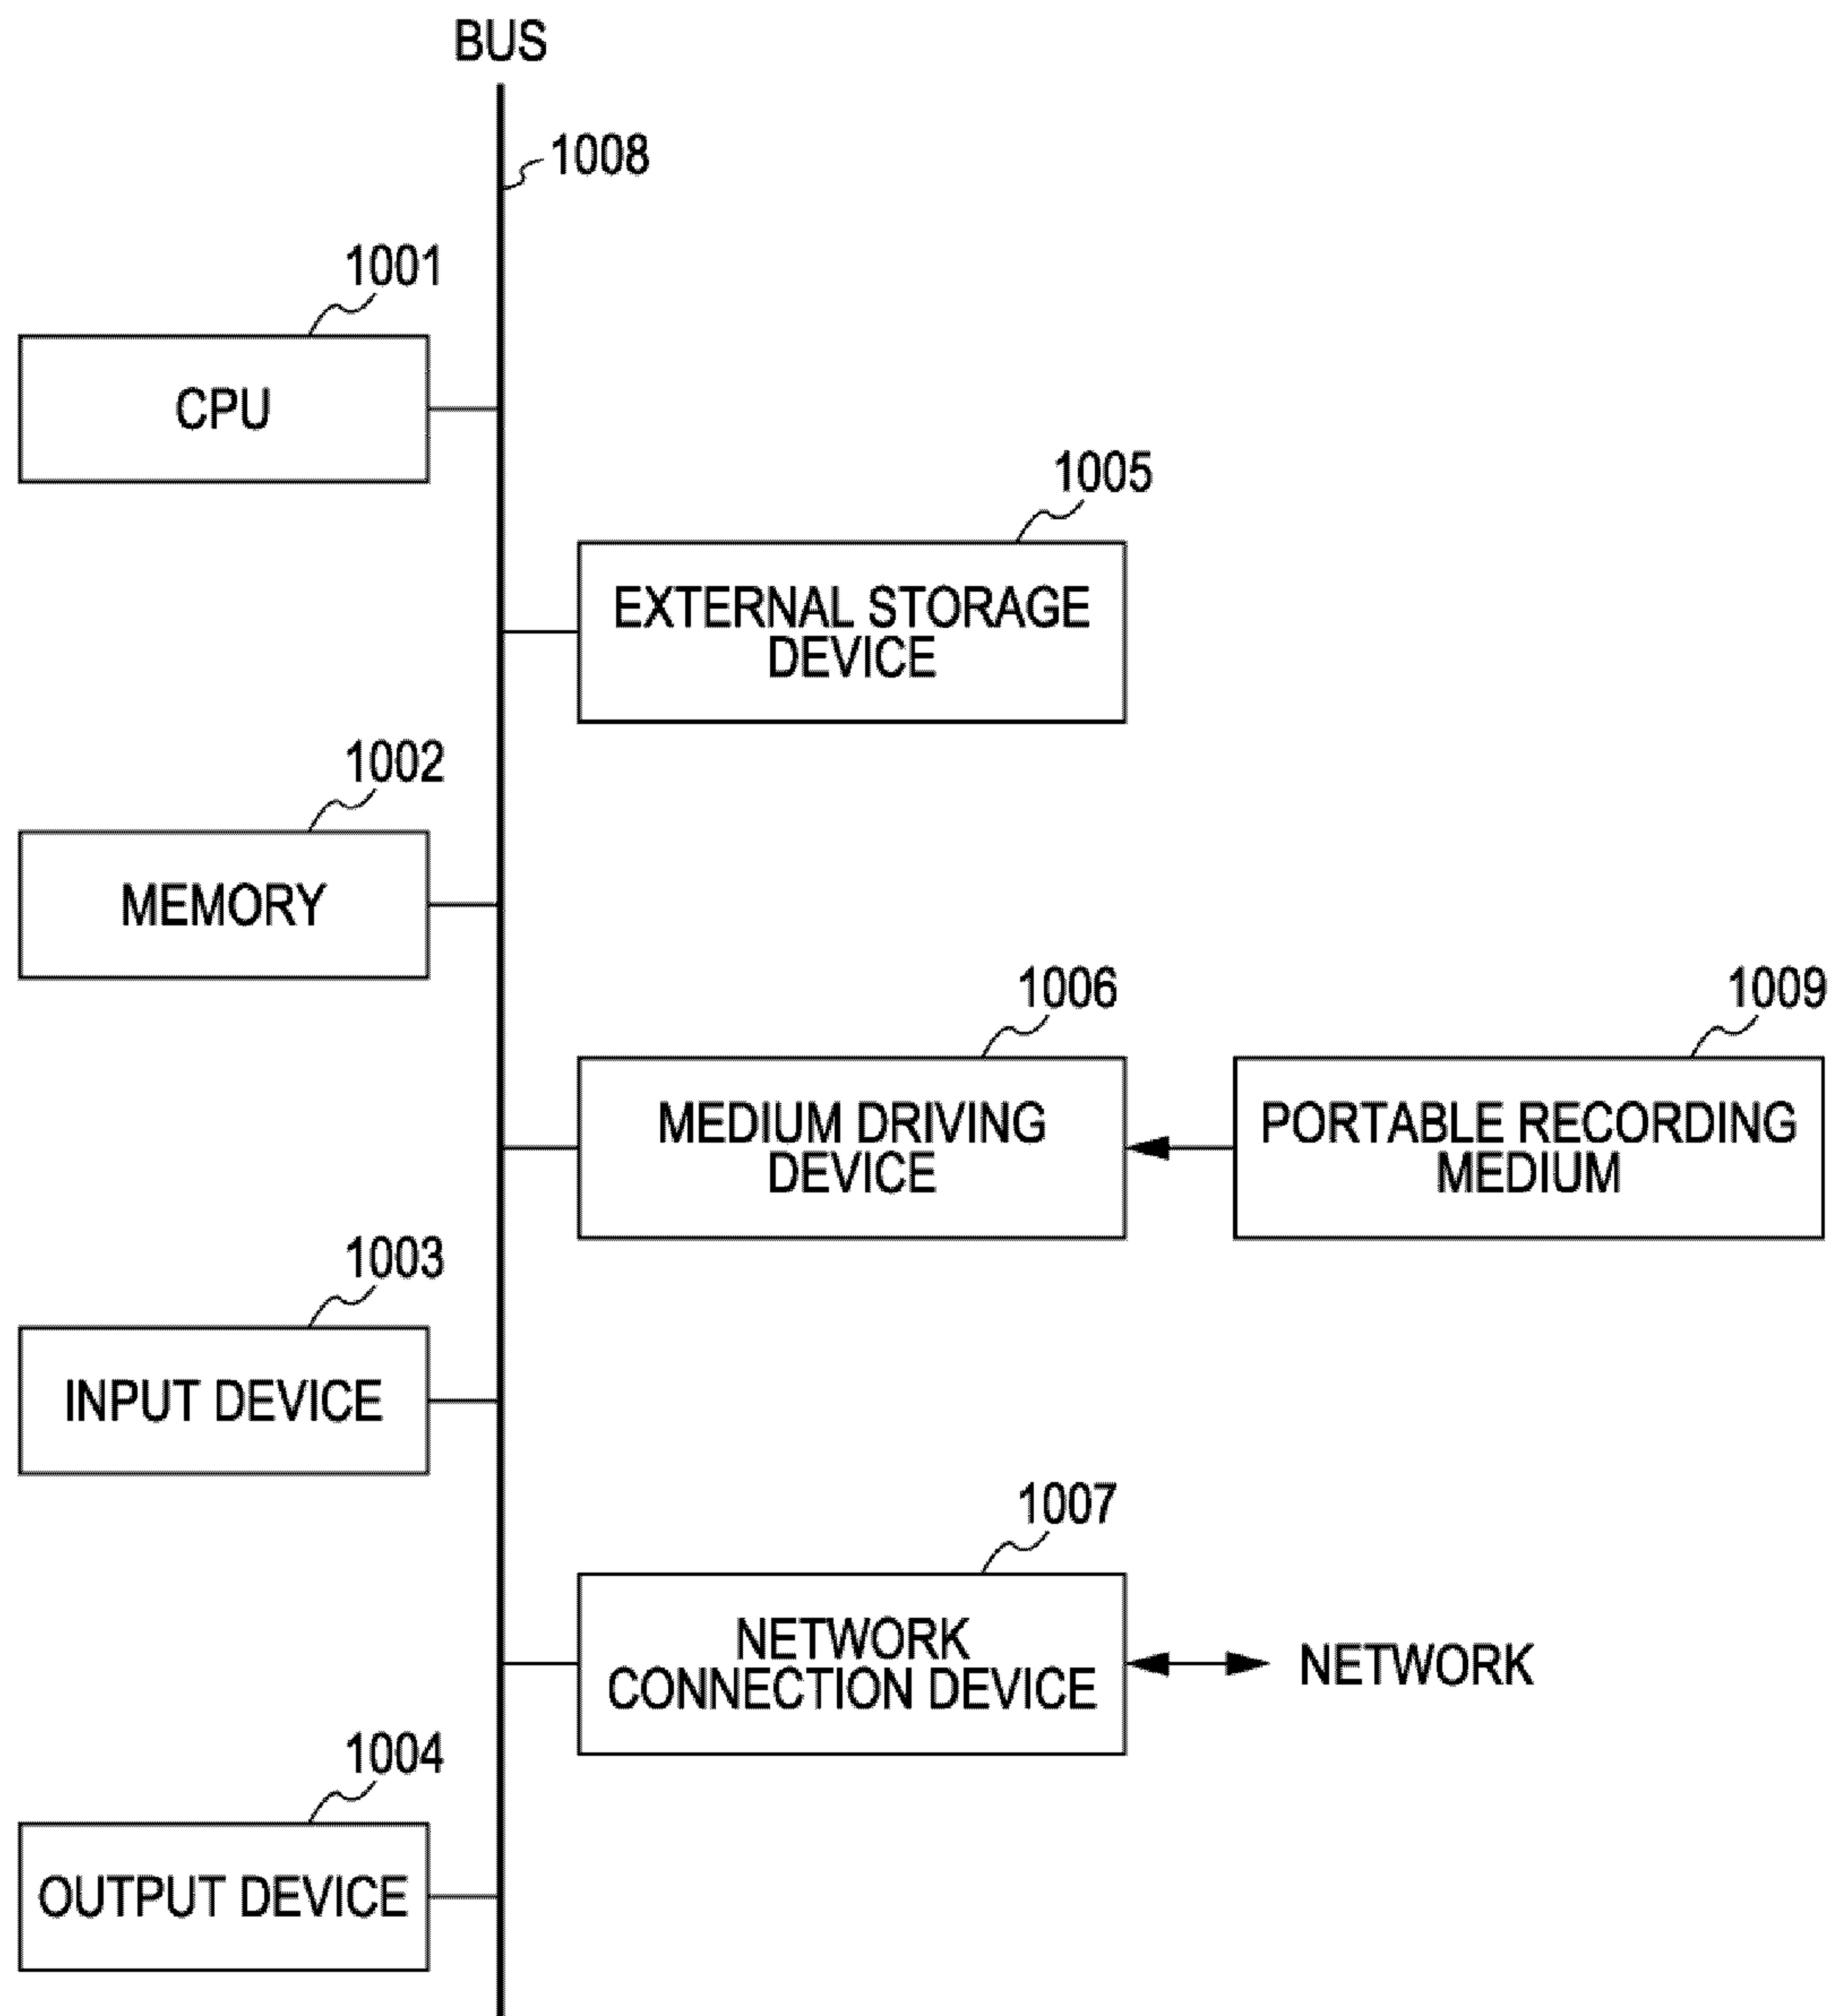 BUS
1008
1001
CPU
1005
EXTERNAL STORAGE
DEVICE
1002
MEMORY
1006
MEDIUM DRIVING
DEVICE
1009
PORTABLE RECORDING
MEDIUM
1003
INPUT DEVICE
1007
NETWORK
CONNECTION DEVICE
NETWORK
1004
OUTPUT DEVICE